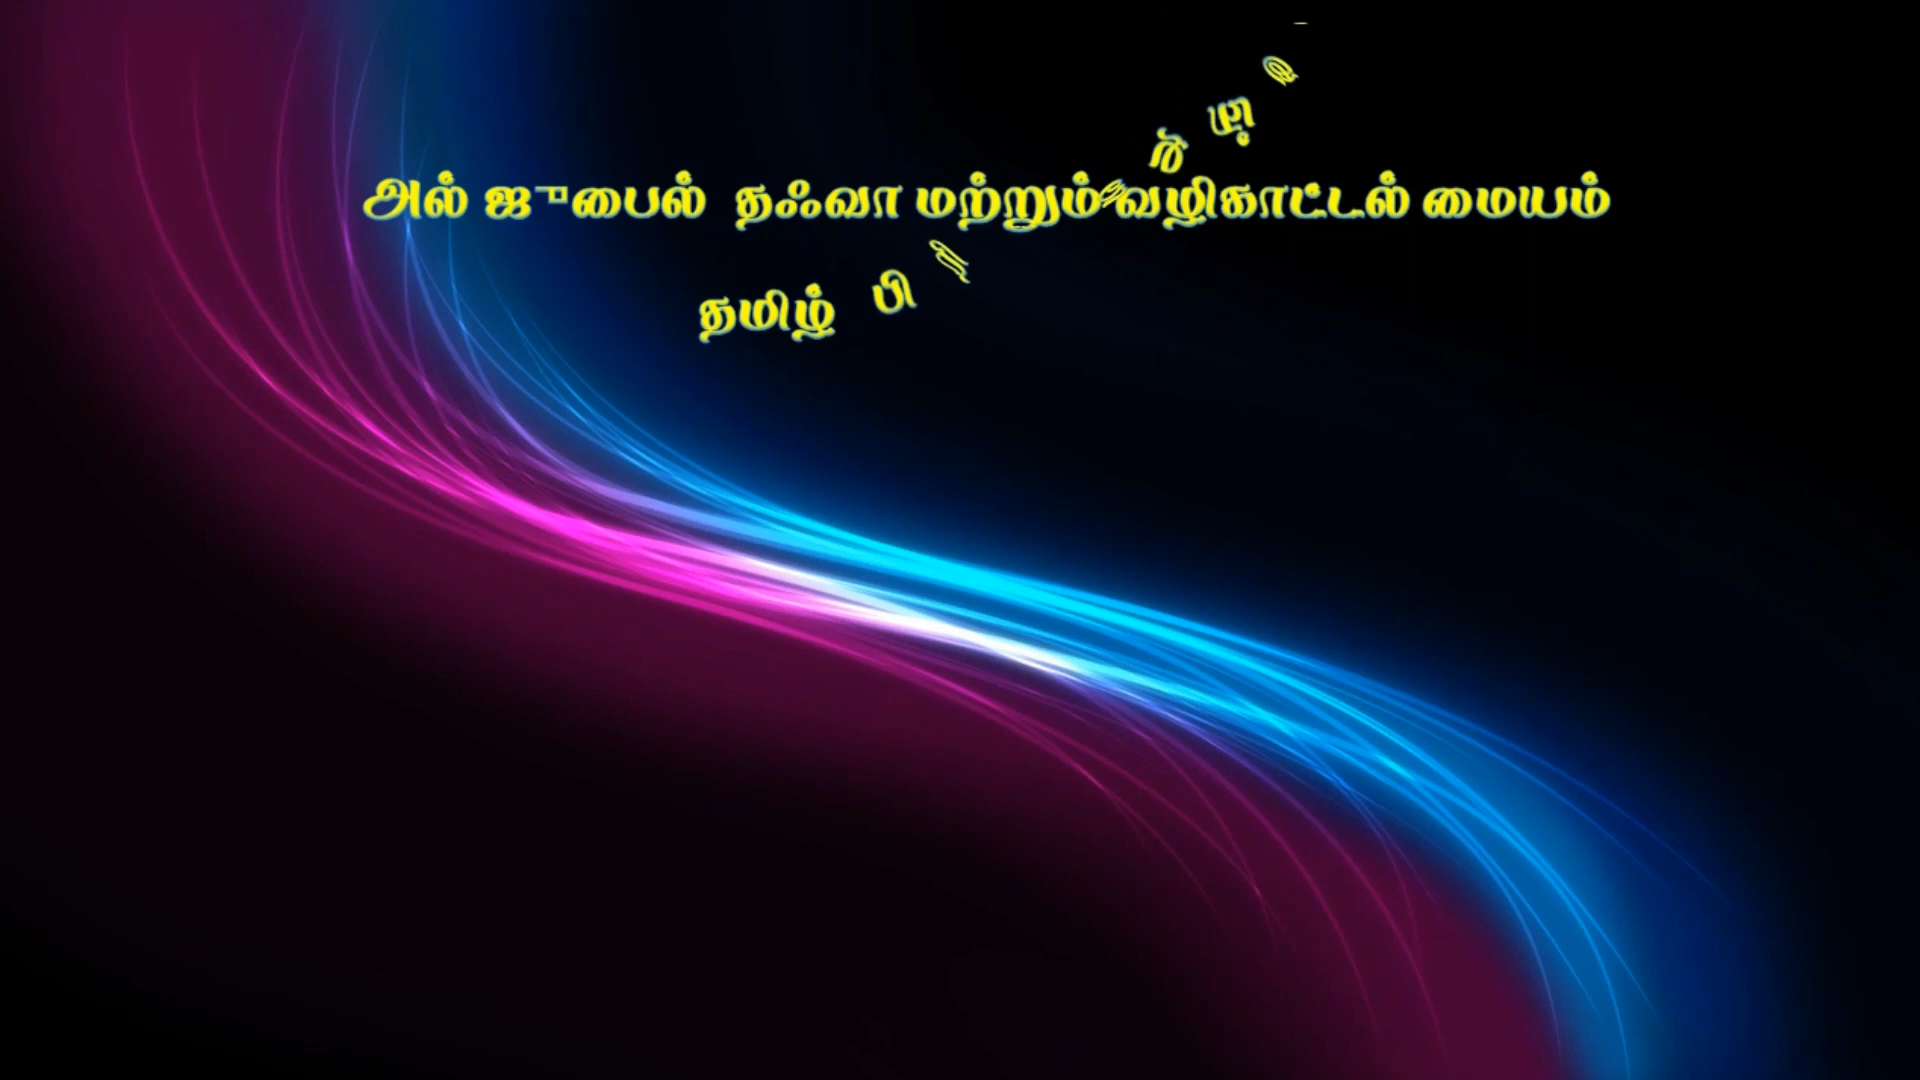 அல் ஜுபைல் தஃவா மற்றும் வழிகாட்டல் மையம்
தமிழ்